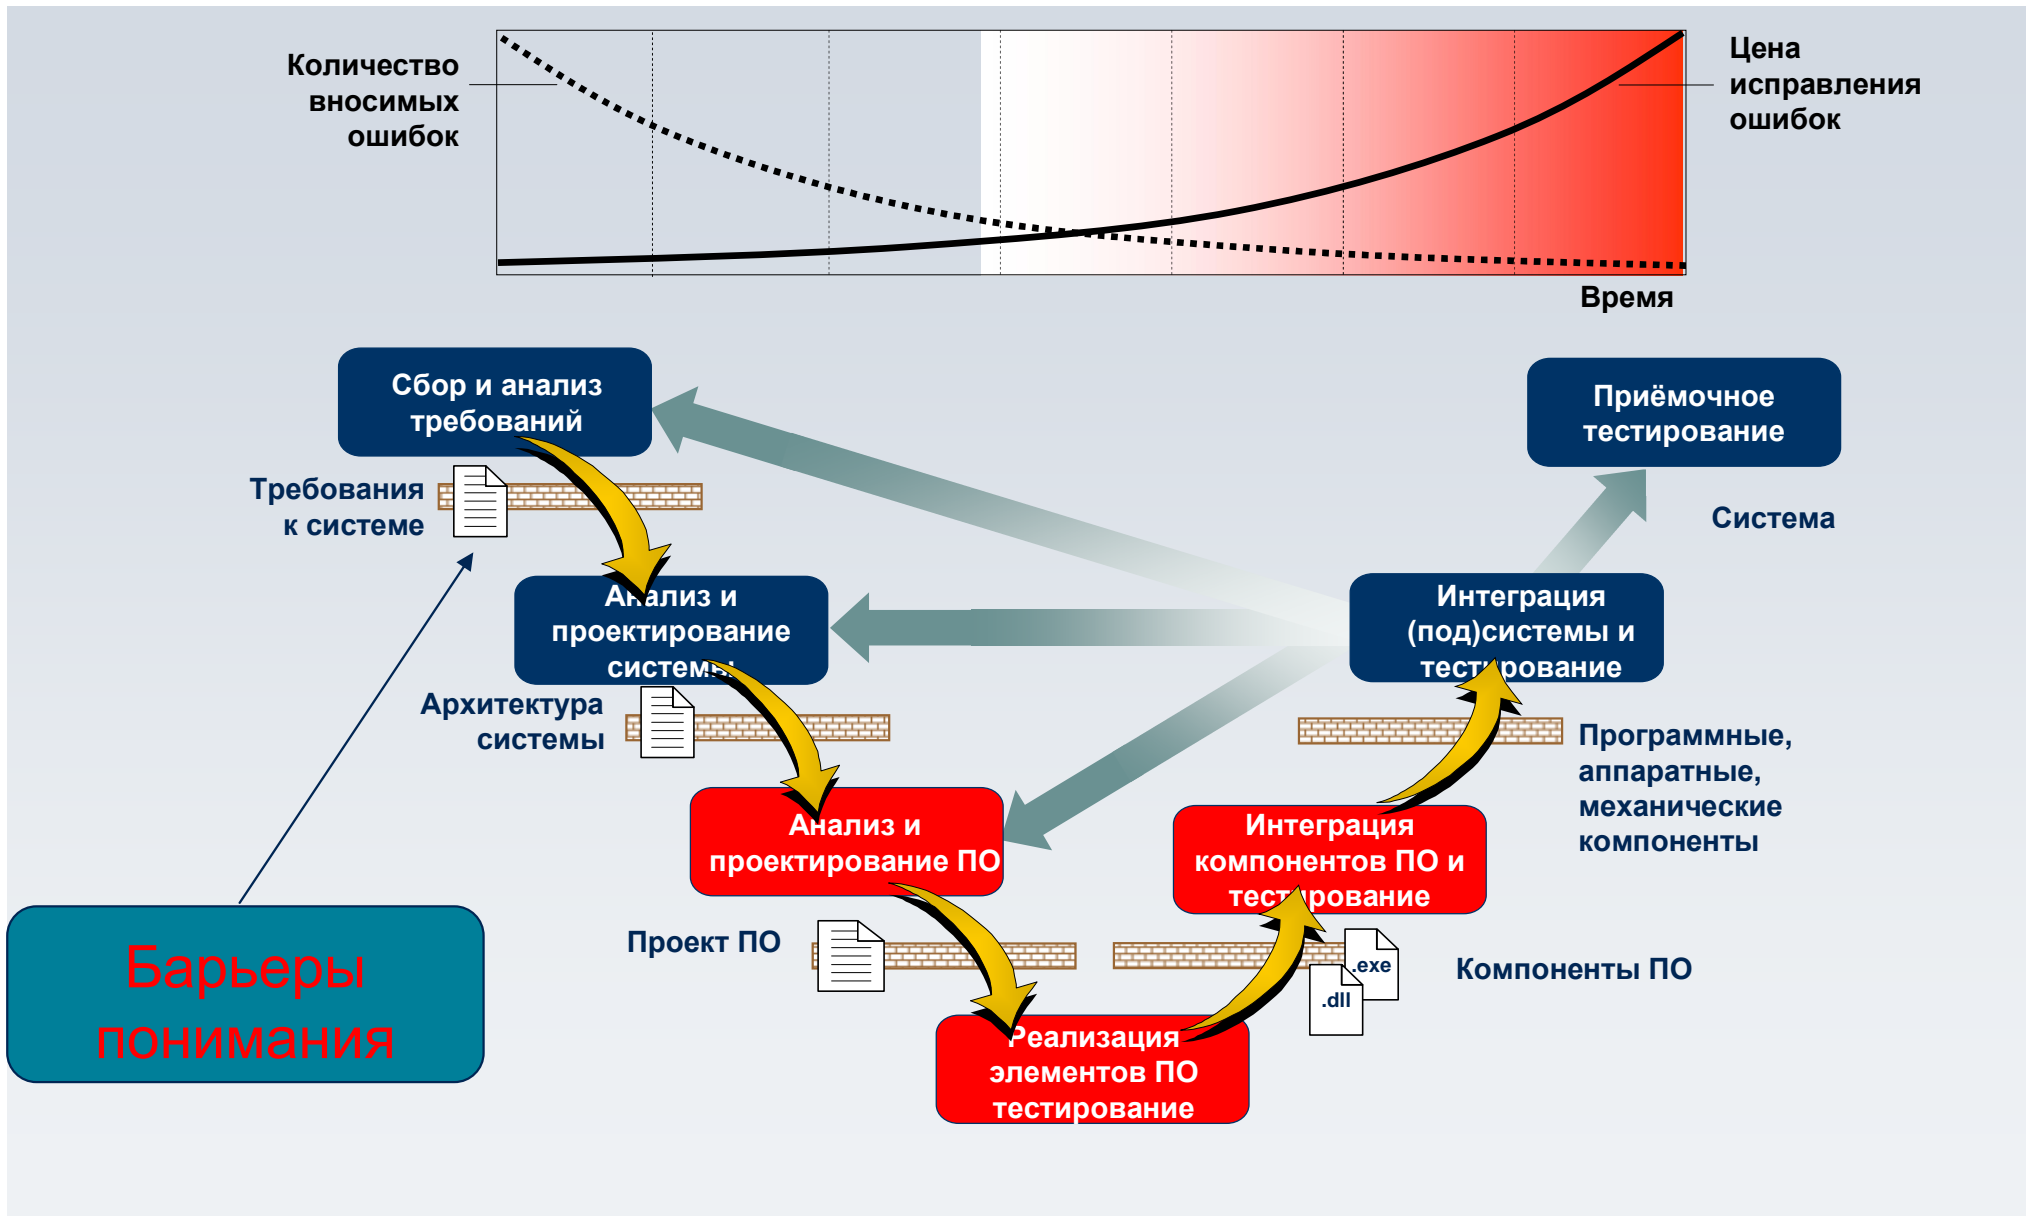 Количество
вносимых
ошибок
Цена
исправления
ошибок
Время
Сбор и анализ
требований
Приёмочное
тестирование
Требования
к системе
Система
Анализ и
проектирование
системы
Интеграция
(под)системы и
тестирование
Архитектура
системы
Программные,
аппаратные,
механические
компоненты
Анализ и
проектирование ПО
Интеграция
компонентов ПО и
тестирование
Барьеры
понимания
Проект ПО
.exe
.dll
Компоненты ПО
Реализация
элементов ПО
тестирование